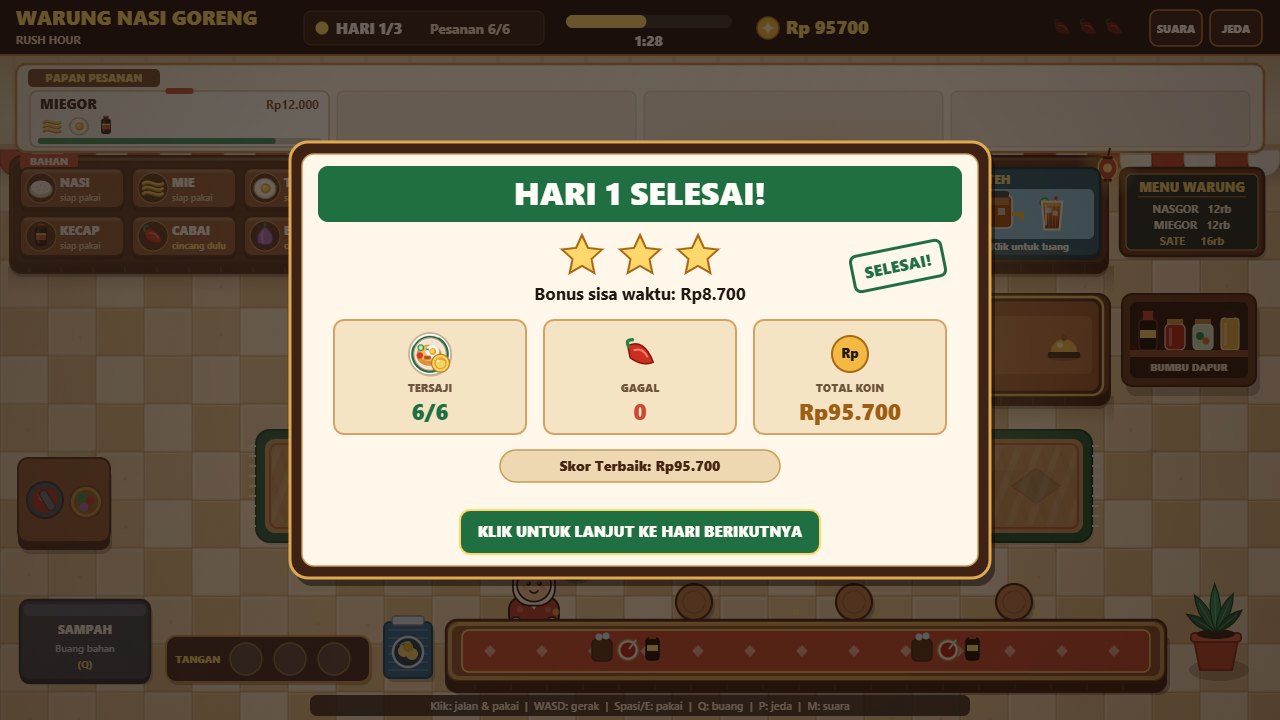 WARUNG NASI GORENG
RUSH HOUR
HARI 1/3 Pesanan 6/6
1:28
Rp 95700
SUARA
JEDA
PAPAN PESANAN
MIEGOR Rp12.000
BAHAN
NASI
siap pakai
MIE
siap pakai
KECAP
siap pakai
CABAI
cincang dulu
TEH
Klik untuk tuang
MENU WARUNG
NASGOR 12rb
MIEGOR 12rb
SATE 16rb
BUMBU DAPUR
HARI 1 SELESAI!
SELESAI!
Bonus sisa waktu: Rp8.700
TERSAJI
6/6
GAGAL
0
Rp
TOTAL KOIN
Rp95.700
Skor Terbaik: Rp95.700
KLIK UNTUK LANJUT KE HARI BERIKUTNYA
SAMPAH
Buang bahan
(Q)
TANGAN
Klik: jalan & pakai | WASD: gerak | Spasi/E: pakai | Q: buang | P: jeda | M: suara